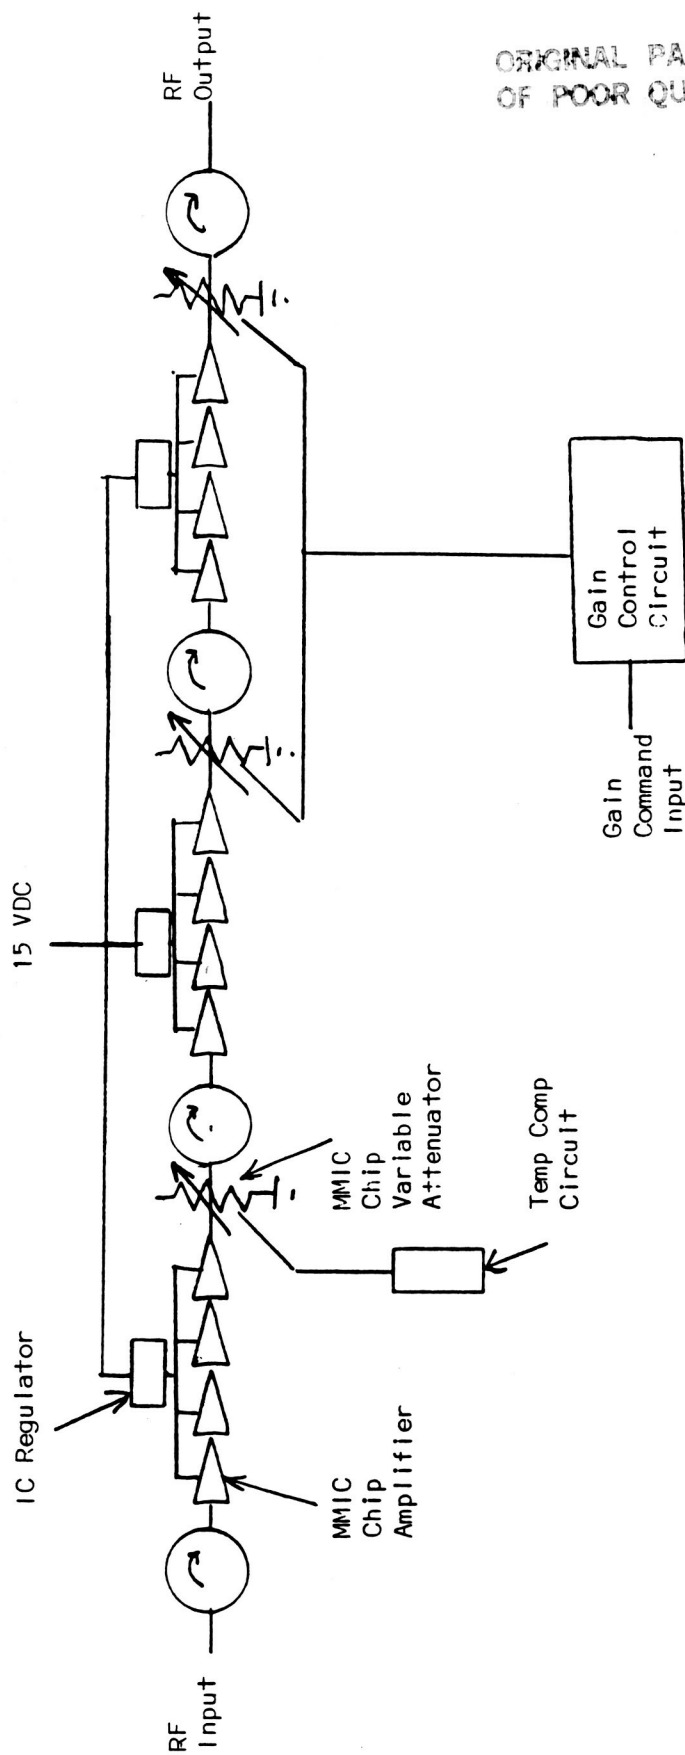 ORIGINAL PA
OF POOR QU
RF
Output
15 VDC
IC Regulator
RF
Input
MMIC
Chip
Amplifier
MMIC
Chip
Variable
Attenuator
Temp Comp
Circuit
Gain
Control
Circuit
Gain
Command
Input